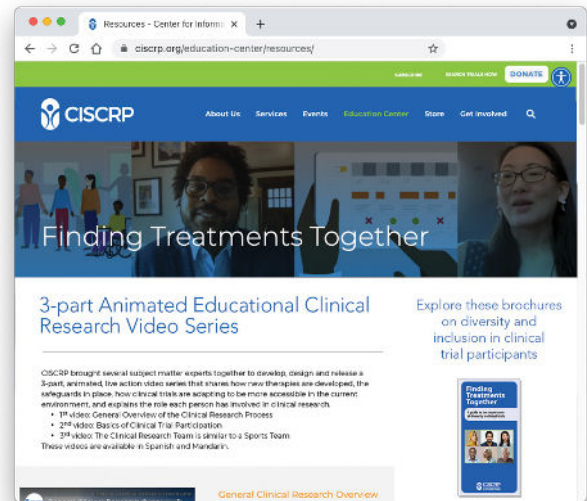 Resources - Center for Informa
ciscrp.org/education-center/resources/
SUBSCRIBE SEARCH TRIALS NOW DONATE
CISCRP
About Us Services Events Education Center Store Get Involved
Finding Treatments Together
3-part Animated Educational Clinical
Research Video Series
CISCRP brought several subject matter experts together to develop, design and release a
3-part, animated, live action video series that shares how new therapies are developed, the
safeguards in place, how clinical trials are adapting to be more accessible in the current
environment, and explains the role each person has involved in clinical research.
• 1st video: General Overview of the Clinical Research Process
• 2nd video: Basics of Clinical Trial Participation
• 3rd video: The Clinical Research Team is similar to a Sports Team
These videos are available in Spanish and Mandarin.
Explore these brochures
on diversity and
inclusion in clinical
trial participants
Finding
Treatments
Together
CISCRP
General Clinical Research Overview